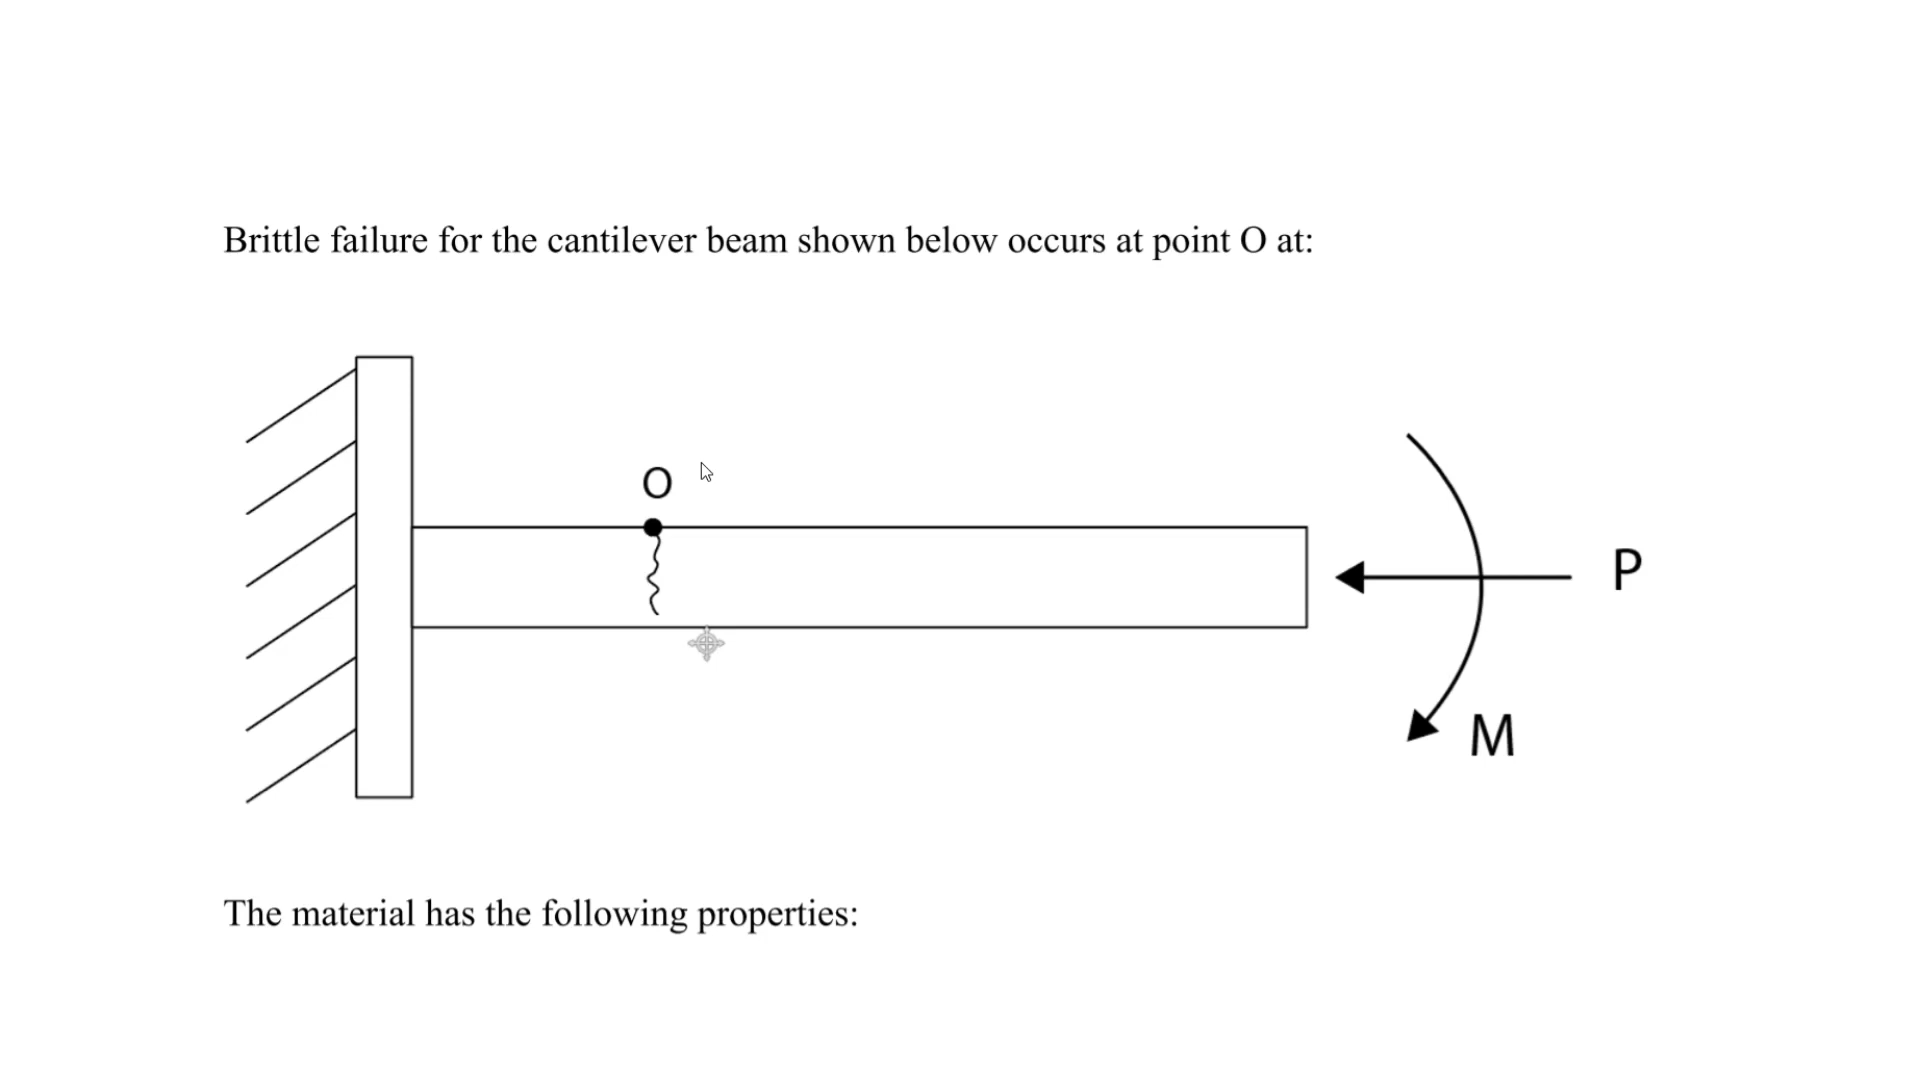 Brittle failure for the cantilever beam shown below occurs at point O at:
O
P
M
The material has the following properties: